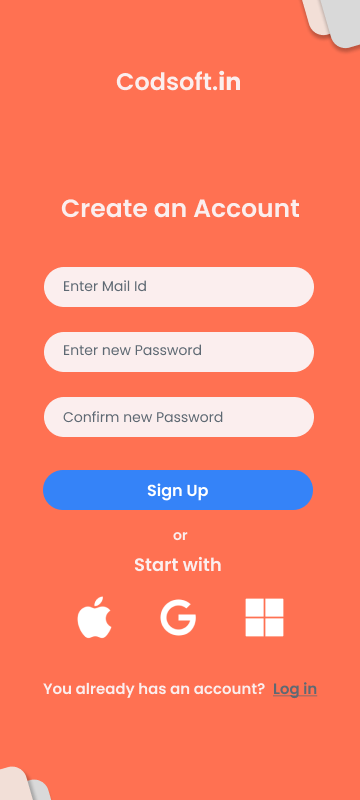 Codsoft.in
Create an Account
Enter Mail Id
Enter new Password
Confirm new Password
Sign Up
or
Start with
You already has an account? Log in